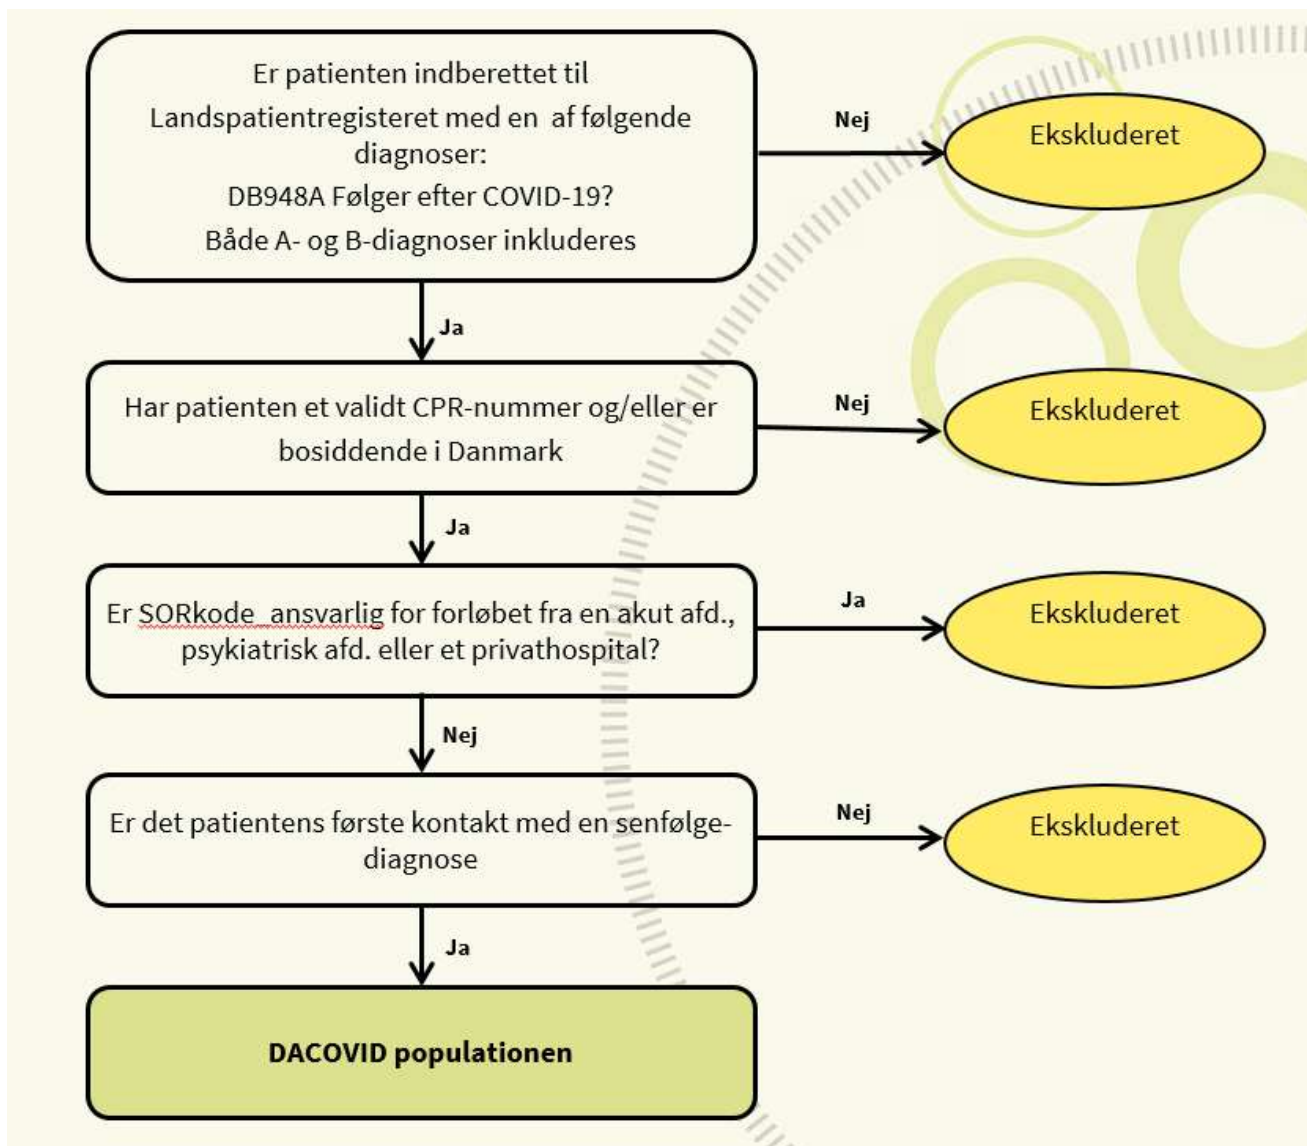 Er patienten indberettet til
Landspatientregisteret med en af følgende
diagnoser:
DB948A Følger efter COVID-19?
Både A- og B-diagnoser inkluderes
Nej
Ekskluderet
Ja
Har patienten et validt CPR-nummer og/eller er
bosiddende i Danmark
Nej
Ekskluderet
Ja
Er SORkode_ansvarlig for forløbet fra en akut afd.,
psykiatrisk afd. eller et privathospital?
Ja
Ekskluderet
Nej
Er det patientens første kontakt med en senfølge-
diagnose
Nej
Ekskluderet
Ja
DACOVID populationen